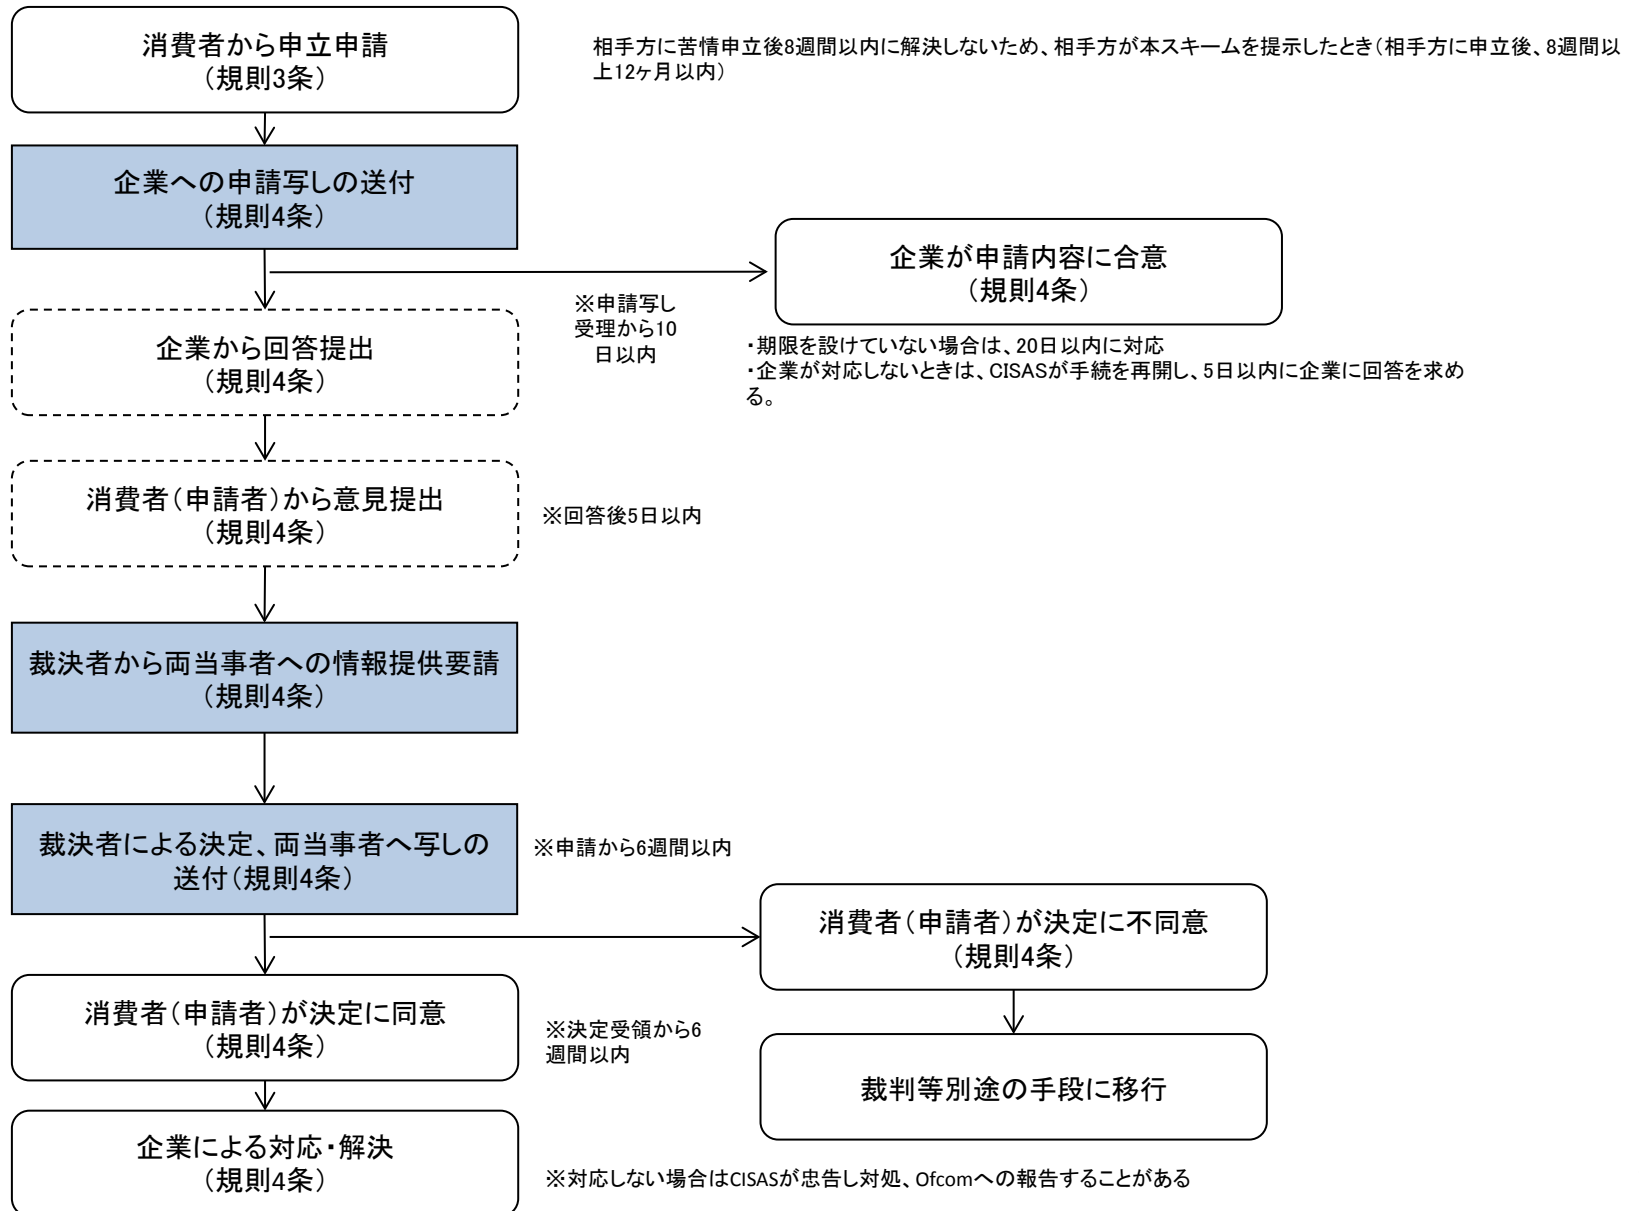 消費者から申立申請
（規則3条）
相手方に苦情申立後8週間以内に解決しないため、相手方が本スキームを提示したとき（相手方に申立後、8週間以
上12ヶ月以内）
企業への申請写しの送付
（規則4条）
企業が申請内容に合意
（規則4条）
※申請写し
受理から10
日以内
企業から回答提出
（規則4条）
・期限を設けていない場合は、20日以内に対応
・企業が対応しないときは、CISASが手続を再開し、5日以内に企業に回答を求め
る。
消費者（申請者）から意見提出
（規則4条）
※回答後5日以内
裁決者から両当事者への情報提供要請
（規則4条）
裁決者による決定、両当事者へ写しの
送付（規則4条）
※申請から6週間以内
消費者（申請者）が決定に不同意
（規則4条）
消費者（申請者）が決定に同意
（規則4条）
※決定受領から6
週間以内
裁判等別途の手段に移行
企業による対応・解決
（規則4条）
※対応しない場合はCISASが忠告し対処、Ofcomへの報告することがある